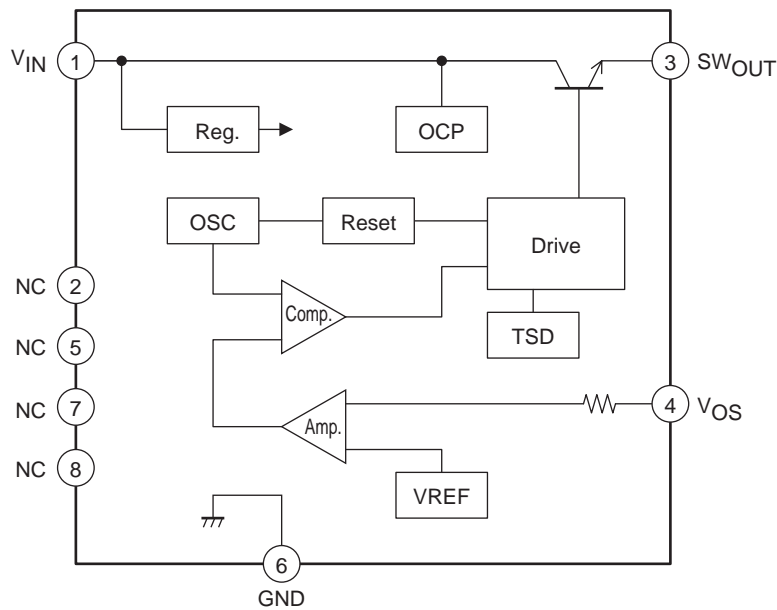 VIN 1
3 SWOUT
Reg.
OCP
OSC
Reset
Drive
NC 2
Comp.
NC 5
TSD
NC 7
4 VOS
Amp.
NC 8
VREF
6
GND